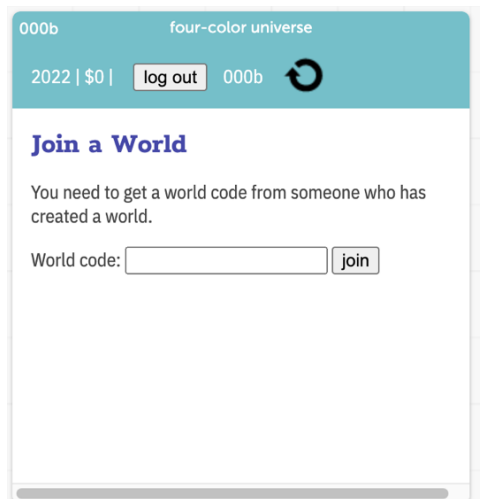 000b four-color universe
2022 | $0 | log out 000b
Join a World
You need to get a world code from someone who has
created a world.
World code: join